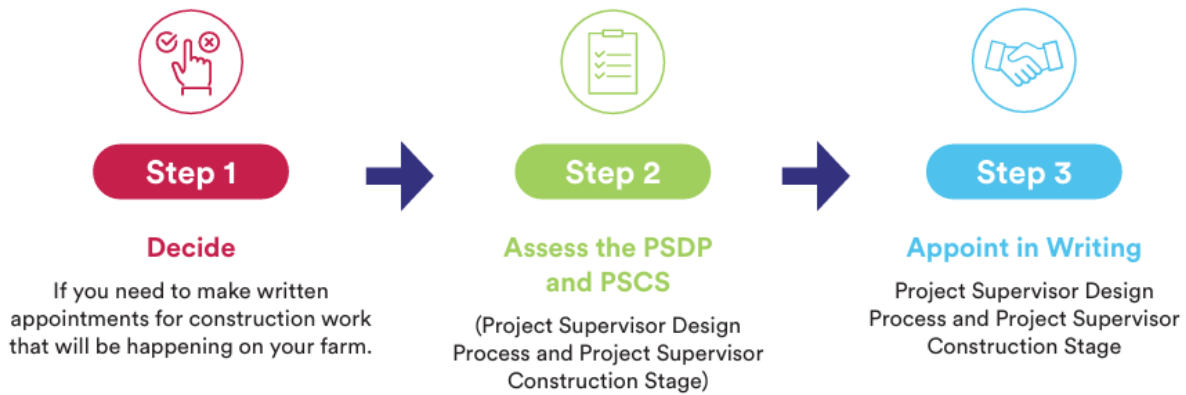 Step 1
Decide
If you need to make written
appointments for construction work
that will be happening on your farm.
Step 2
Assess the PSDP
and PSCS
(Project Supervisor Design
Process and Project Supervisor
Construction Stage)
Step 3
Appoint in Writing
Project Supervisor Design
Process and Project Supervisor
Construction Stage